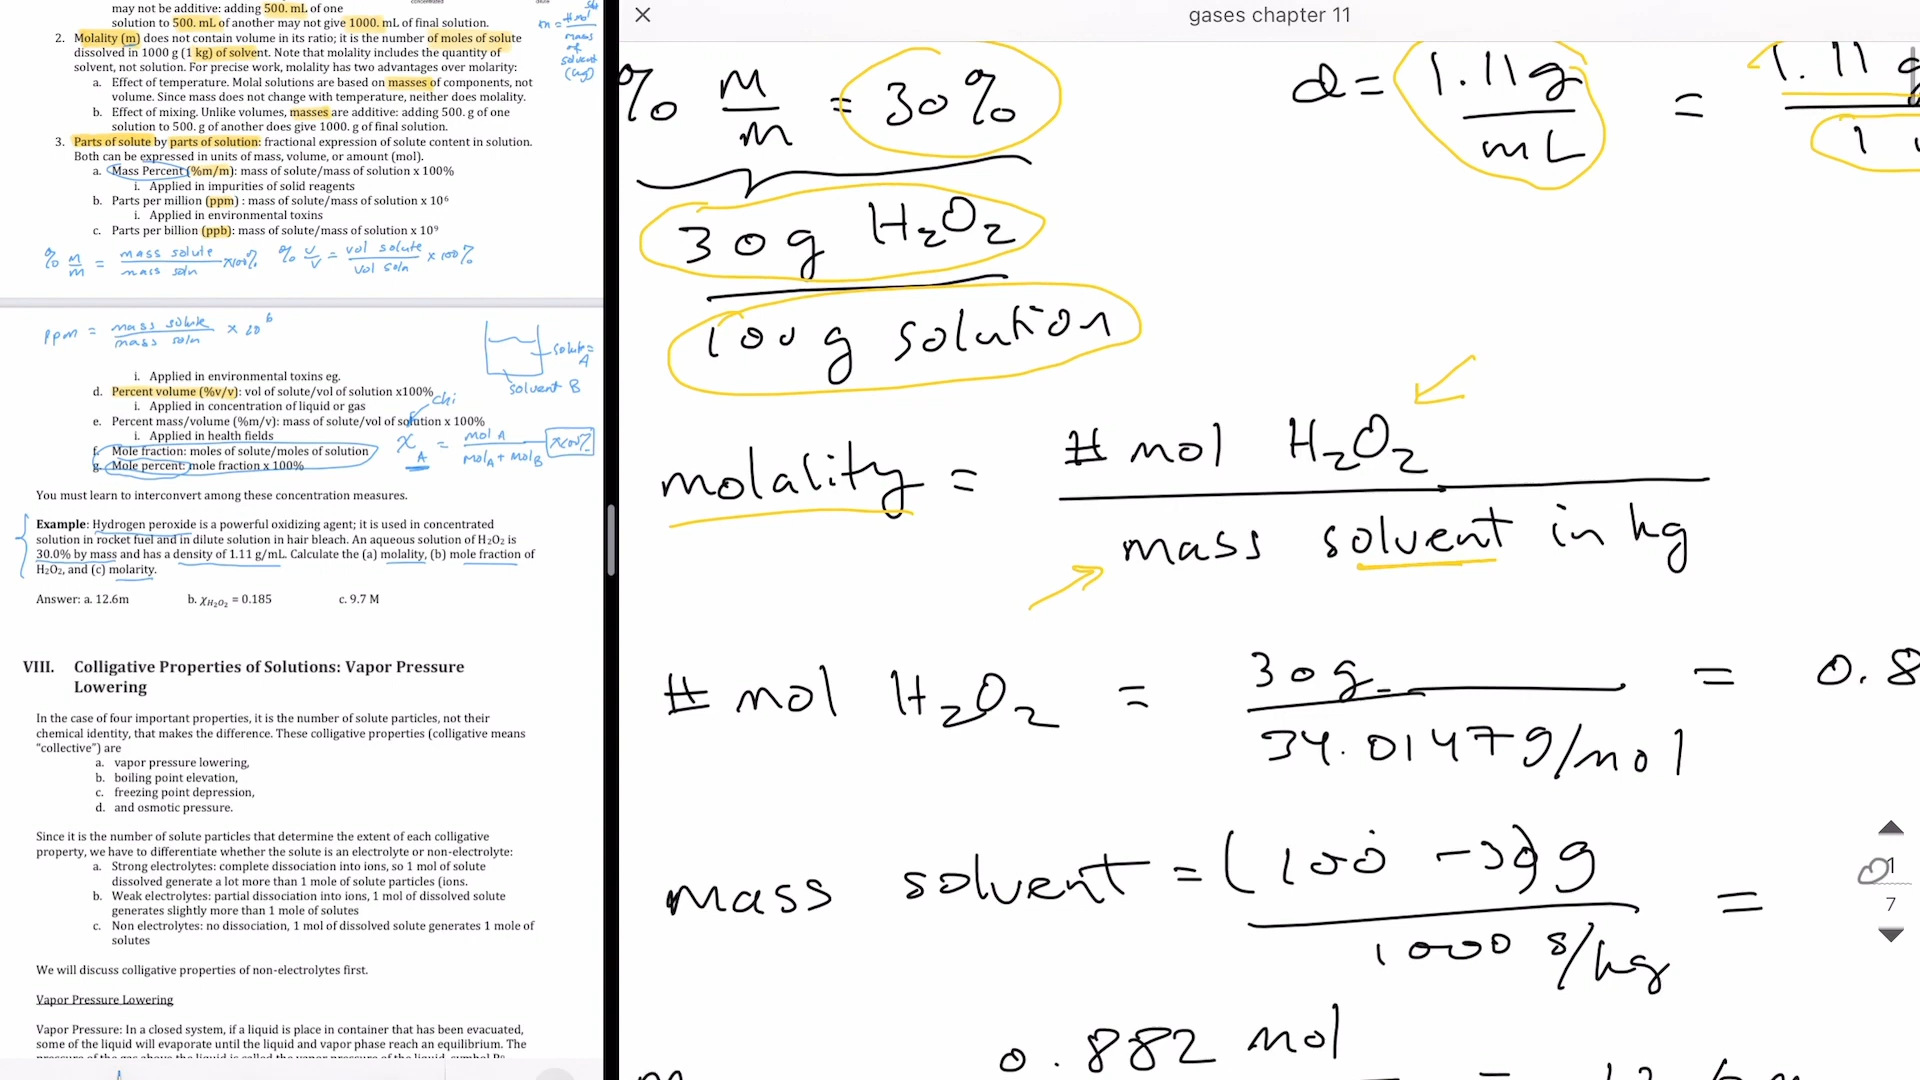 may not be additive: adding 500. mL of one
solution to 500. mL of another may not give 1000. mL of final solution.
2. Molality (m) does not contain volume in its ratio; it is the number of moles of solute
dissolved in 1000 g (1 kg) of solvent. Note that molality includes the quantity of
solvent, not solution. For precise work, molality has two advantages over molarity:
a. Effect of temperature. Molal solutions are based on masses of components, not
volume. Since mass does not change with temperature, neither does molality.
b. Effect of mixing. Unlike volumes, masses are additive: adding 500. g of one
solution to 500. g of another does give 1000. g of final solution.
m = # mol
mass
of
solvent
(kg)
3. Parts of solute by parts of solution: fractional expression of solute content in solution.
Both can be expressed in units of mass, volume, or amount (mol).
a. Mass Percent (%m/m): mass of solute/mass of solution x 100%
i. Applied in impurities of solid reagents
b. Parts per million (ppm) : mass of solute/mass of solution x 10⁶
i. Applied in environmental toxins
c. Parts per billion (ppb): mass of solute/mass of solution x 10⁹
% m/m = mass solute / mass soln x100% % v/v = vol solute / vol soln x 100%
ppm = mass solute / mass soln x 10⁶
solute = A
solvent B
i. Applied in environmental toxins eg.
d. Percent volume (%v/v): vol of solute/vol of solution x100%
i. Applied in concentration of liquid or gas
chi
e. Percent mass/volume (%m/v): mass of solute/vol of solution x 100%
i. Applied in health fields
f. Mole fraction: moles of solute/moles of solution
g. Mole percent: mole fraction x 100%
X_A = mol A / mol_A + mol_B x100%
You must learn to interconvert among these concentration measures.
Example: Hydrogen peroxide is a powerful oxidizing agent; it is used in concentrated
solution in rocket fuel and in dilute solution in hair bleach. An aqueous solution of H₂O₂ is
30.0% by mass and has a density of 1.11 g/mL. Calculate the (a) molality, (b) mole fraction of
H₂O₂, and (c) molarity.
Answer: a. 12.6m b. χH₂O₂ = 0.185 c. 9.7 M
VIII. Colligative Properties of Solutions: Vapor Pressure
Lowering
In the case of four important properties, it is the number of solute particles, not their
chemical identity, that makes the difference. These colligative properties (colligative means
"collective") are
a. vapor pressure lowering,
b. boiling point elevation,
c. freezing point depression,
d. and osmotic pressure.
Since it is the number of solute particles that determine the extent of each colligative
property, we have to differentiate whether the solute is an electrolyte or non-electrolyte:
a. Strong electrolytes: complete dissociation into ions, so 1 mol of solute
dissolved generate a lot more than 1 mole of solute particles (ions.
b. Weak electrolytes: partial dissociation into ions, 1 mol of dissolved solute
generates slightly more than 1 mole of solutes
c. Non electrolytes: no dissociation, 1 mol of dissolved solute generates 1 mole of
solutes
We will discuss colligative properties of non-electrolytes first.
Vapor Pressure Lowering
Vapor Pressure: In a closed system, if a liquid is place in container that has been evacuated,
some of the liquid will evaporate until the liquid and vapor phase reach an equilibrium. The
gases chapter 11
% m/m = 30%
d = 1.11 g / mL = 1.11 g / 1
30 g H₂O₂
100 g solution
molality = # mol H₂O₂ / mass solvent in kg
# mol H₂O₂ = 30 g / 34.0147 g/mol = 0.8
mass solvent = (100 - 30) g / 1000 g/kg =
0.882 mol
1
7